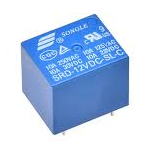 SONGLE
10A 250VAC 10A 125VAC
10A 30VDC 10A 28VDC
SRD-12VDC-SL-C